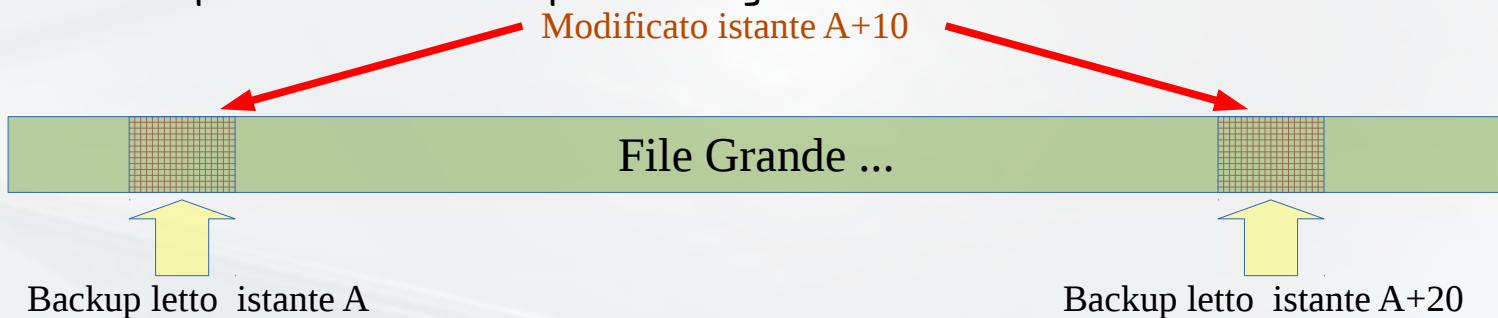 Modificato istante A+10
File Grande ...
Backup letto istante A
Backup letto istante A+20